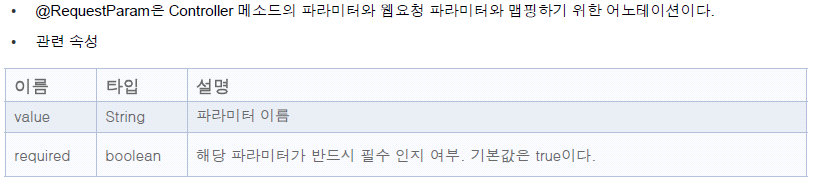 • @RequestParam은 Controller 메소드의 파라미터와 웹요청 파라미터와 맵핑하기 위한 어노테이션이다.
• 관련 속성
이름 타입 설명
value String 파라미터 이름
required boolean 해당 파라미터가 반드시 필수 인지 여부. 기본값은 true이다.